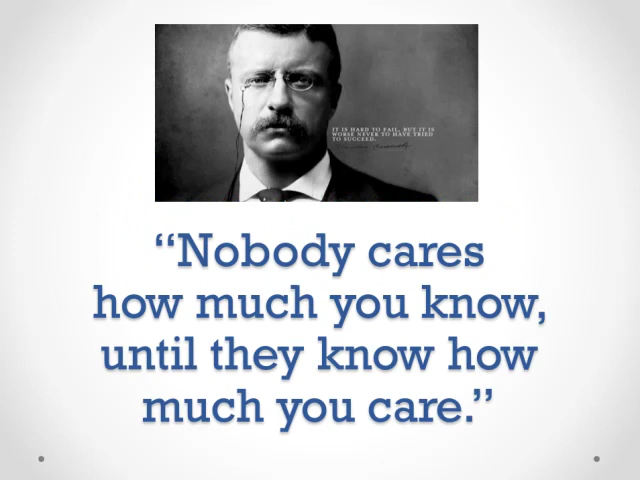 IT IS HARD TO FAIL, BUT IT IS
WORSE NEVER TO HAVE TRIED
TO SUCCEED.
“Nobody cares
how much you know,
until they know how
much you care.”